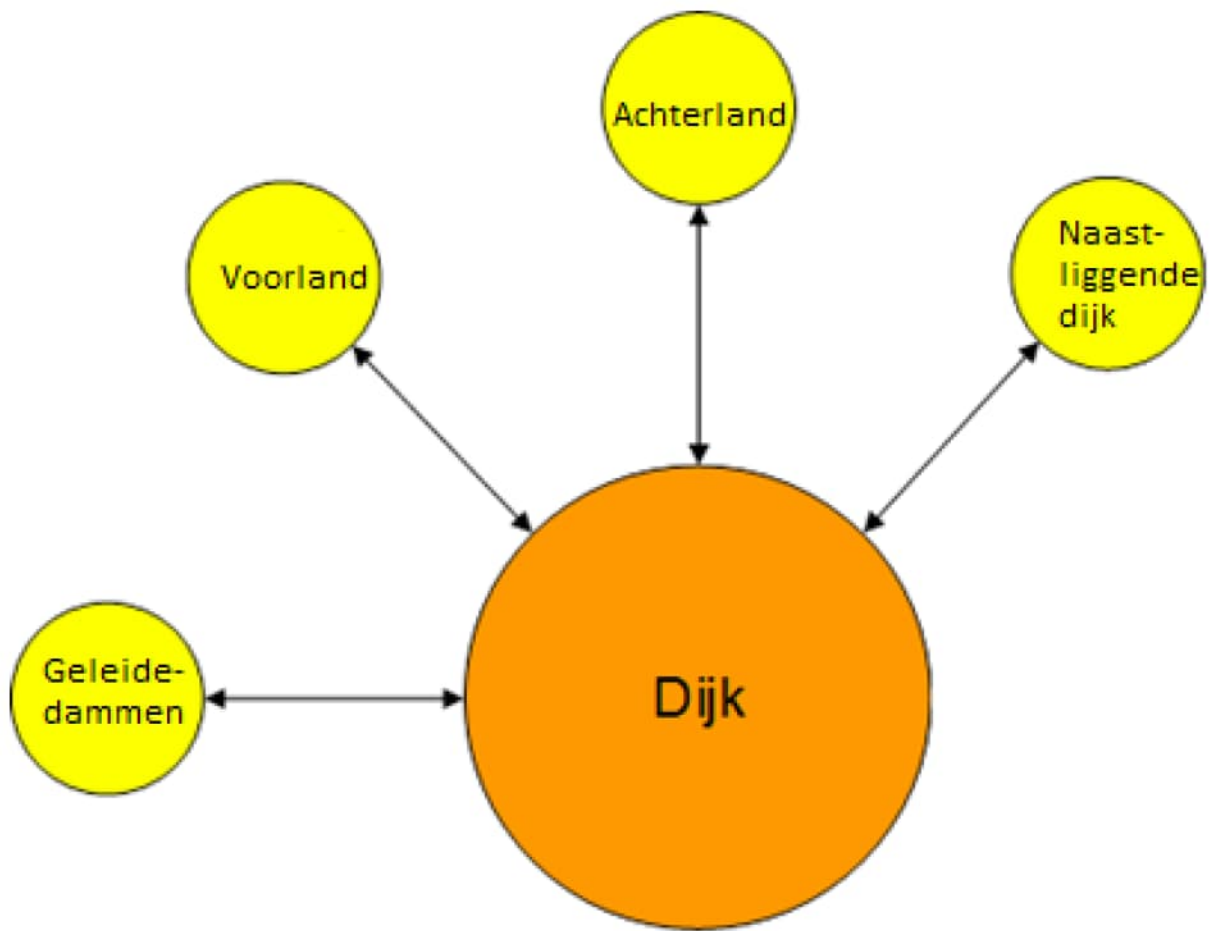 Achterland
Voorland
Naast-
liggende
dijk
Geleide-
dammen
Dijk